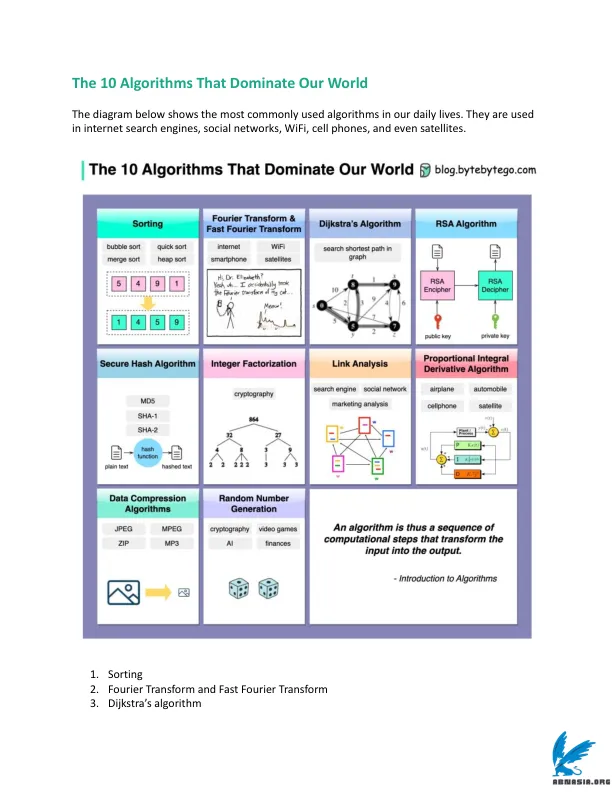 The 10 Algorithms That Dominate Our World
The diagram below shows the most commonly used algorithms in our daily lives. They are used
in internet search engines, social networks, WiFi, cell phones, and even satellites.
The 10 Algorithms That Dominate Our World
blog.bytebytego.com
Sorting
bubble sort
quick sort
merge sort
heap sort
5 4 9 1
1 4 5 9
Fourier Transform &
Fast Fourier Transform
internet
WiFi
smartphone
satellites
Hi, Dr. Elizabeth?
Yeah, uh... I accidentally took
the Fourier transform of my cat...
Meow!
Dijkstra's Algorithm
search shortest path in
graph
RSA Algorithm
RSA
Encipher
RSA
Decipher
public key
private key
Secure Hash Algorithm
MD5
SHA-1
SHA-2
hash
function
plain text
hashed text
Integer Factorization
cryptography
864
32 27
4 8 3 9
2 2 2 2 2 3 3 3
Link Analysis
search engine
social network
marketing analysis
Proportional Integral
Derivative Algorithm
airplane
automobile
cellphone
satellite
Data Compression
Algorithms
JPEG
MPEG
ZIP
MP3
Random Number
Generation
cryptography
video games
AI
finances
An algorithm is thus a sequence of
computational steps that transform the
input into the output.
- Introduction to Algorithms
1. Sorting
2. Fourier Transform and Fast Fourier Transform
3. Dijkstra's algorithm
ABNASIA.ORG